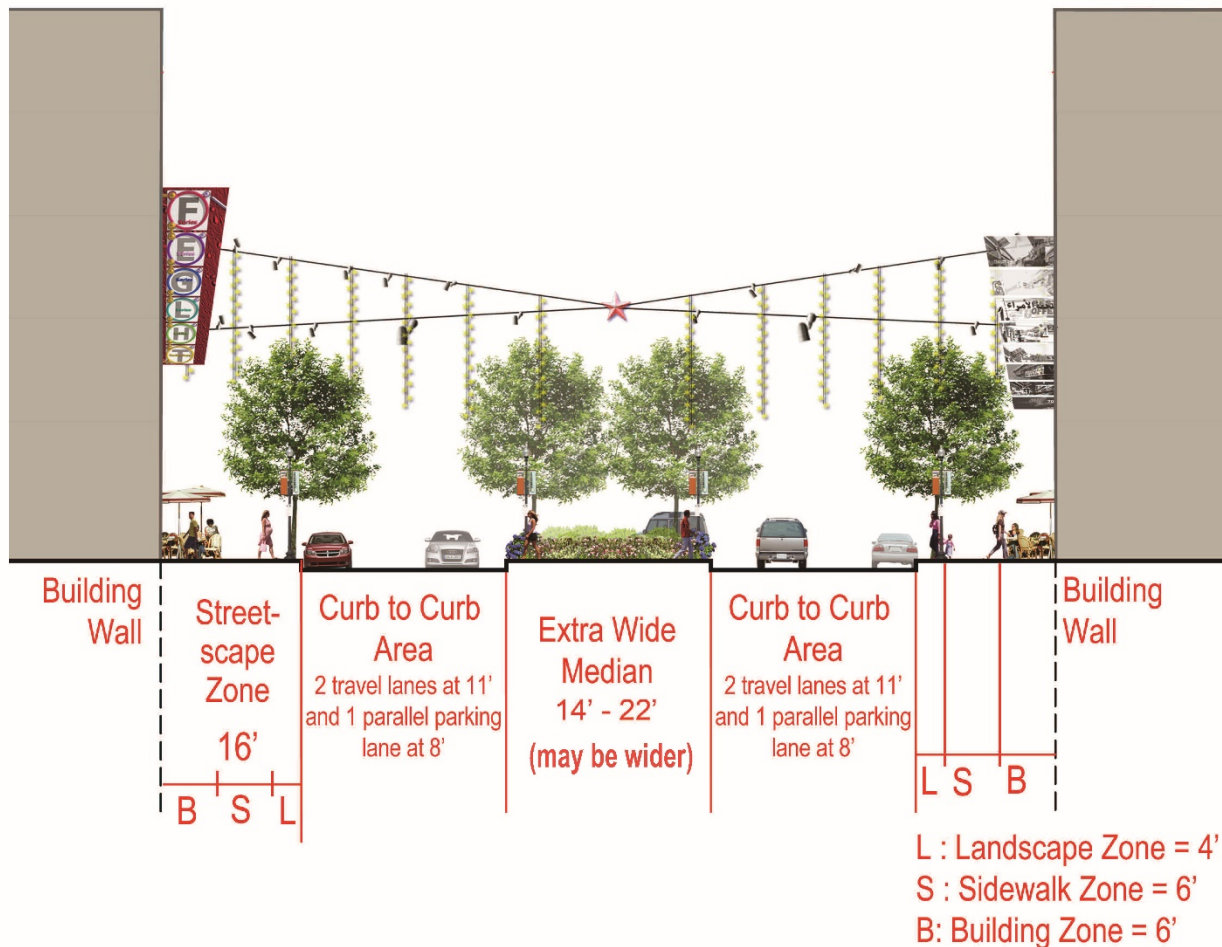 F
E
G
L
H
T
Building
Wall
Street-
scape
Zone
16'
B S L
Curb to Curb
Area
2 travel lanes at 11'
and 1 parallel parking
lane at 8'
Extra Wide
Median
14' - 22'
(may be wider)
Curb to Curb
Area
2 travel lanes at 11'
and 1 parallel parking
lane at 8'
L S B
Building
Wall
L : Landscape Zone = 4'
S : Sidewalk Zone = 6'
B: Building Zone = 6'